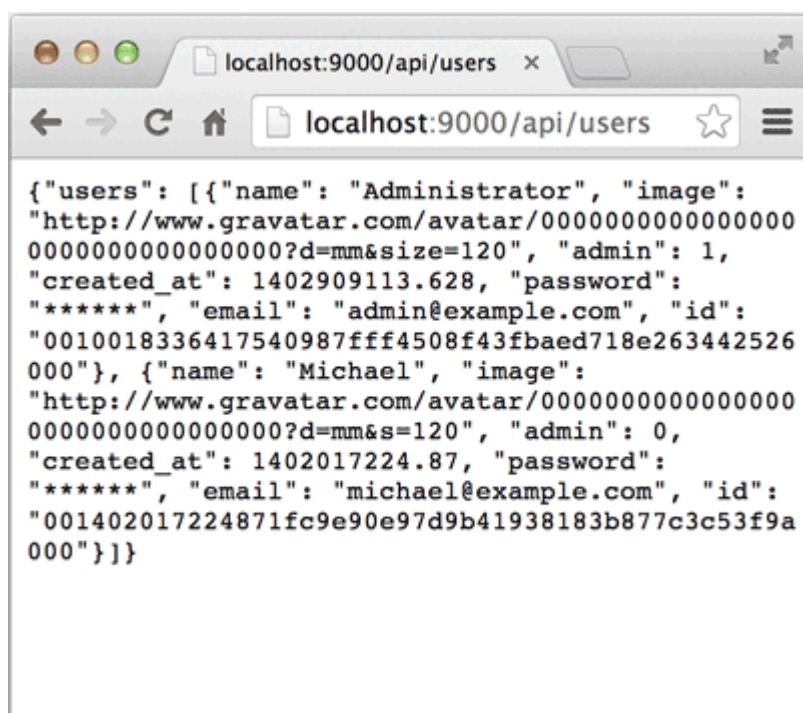 localhost:9000/api/users
localhost:9000/api/users
{"users": [{"name": "Administrator", "image":
"http://www.gravatar.com/avatar/0000000000000000
0000000000000000?d=mm&size=120", "admin": 1,
"created_at": 1402909113.628, "password":
"******", "email": "admin@example.com", "id":
"0010018336417540987fff4508f43fbaed718e263442526
000"}, {"name": "Michael", "image":
"http://www.gravatar.com/avatar/0000000000000000
0000000000000000?d=mm&s=120", "admin": 0,
"created_at": 1402017224.87, "password":
"******", "email": "michael@example.com", "id":
"001402017224871fc9e90e97d9b41938183b877c3c53f9a
000"}]}